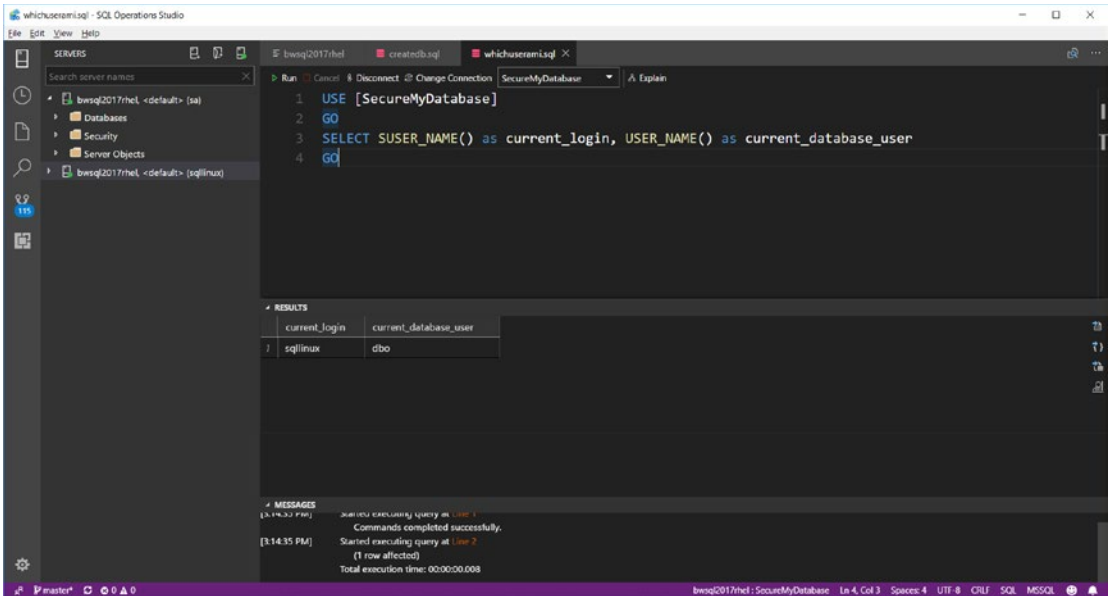 whichuserami.sql - SQL Operations Studio
File Edit View Help
SERVERS
Search server names
bwsql2017rhel, <default> (sa)
Databases
Security
Server Objects
bwsql2017rhel, <default> (sqllinux)
115
bwsql2017rhel
createdb.sql
whichuserami.sql
Run Cancel Disconnect Change Connection SecureMyDatabase Explain
1 USE [SecureMyDatabase]
2 GO
3 SELECT SUSER_NAME() as current_login, USER_NAME() as current_database_user
4 GO
RESULTS
current_login current_database_user
1 sqllinux dbo
MESSAGES
Started executing query at Line 1
Commands completed successfully.
[3:14:35 PM] Started executing query at Line 2
(1 row affected)
Total execution time: 00:00:00.008
master* 0 0 bwsql2017rhel : SecureMyDatabase Ln 4, Col 3 Spaces: 4 UTF-8 CRLF SQL MSSQL